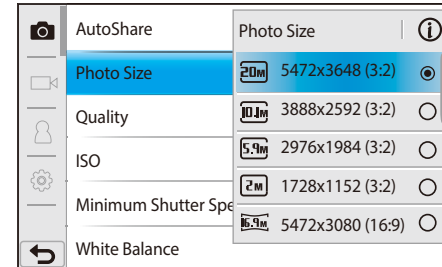 AutoShare
Photo Size
Quality
ISO
Minimum Shutter Spe
White Balance
Photo Size
20M 5472x3648 (3:2)
10.1M 3888x2592 (3:2)
5.9M 2976x1984 (3:2)
2M 1728x1152 (3:2)
16.9M 5472x3080 (16:9)